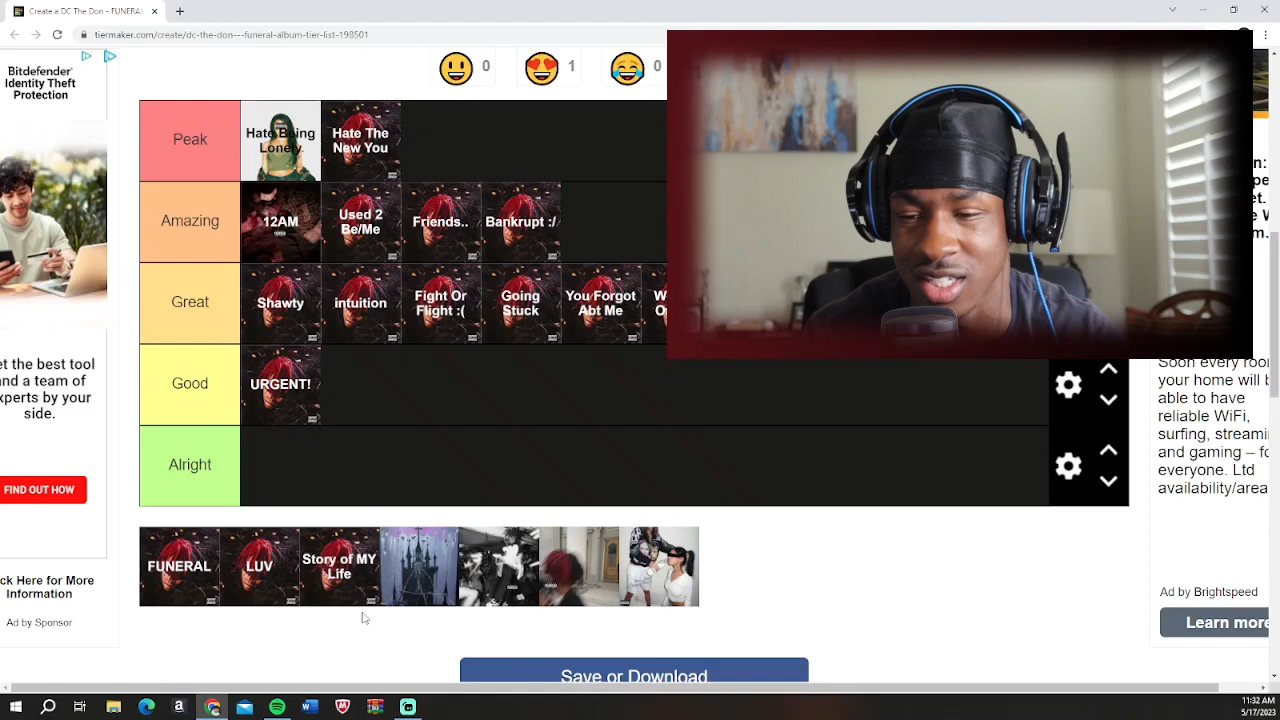 Create a DC The Don - FUNERAL
tiermaker.com/create/dc-the-don---funeral-album-tier-list-198501
Bitdefender
Identity Theft
Protection
0
1
0
Peak
Hate Being
Lonely
Hate The
New You
Amazing
12AM
Used 2
Be/Me
Friends..
Bankrupt :/
Great
Shawty
intuition
Fight Or
Flight :(
Going
Stuck
You Forgot
Abt Me
Good
URGENT!
Alright
FUNERAL
LUV
Story of MY
Life
et the best tool
and a team of
xperts by your
side.
FIND OUT HOW
ck Here for More
Information
Ad by Sponsor
Save or Download
Soon every roo
your home will b
able to have
reliable WiFi,
surfing, streami
and gaming – fo
everyone. Ltd
availability/area
Ad by Brightspeed
Learn more
11:32 AM
5/17/2023